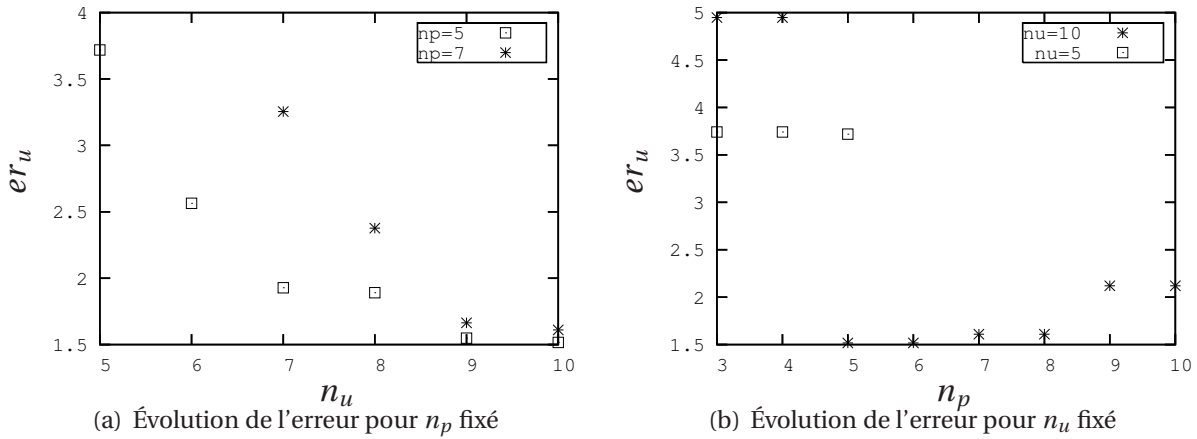 4
3.5
3
2.5
2
1.5
5
6
7
8
9
10
er_u
n_u
np=5
np=7
(a) Évolution de l'erreur pour n_p fixé
5
4.5
4
3.5
3
2.5
2
1.5
3
4
5
6
7
8
9
10
er_u
n_p
nu=10
nu=5
(b) Évolution de l'erreur pour n_u fixé